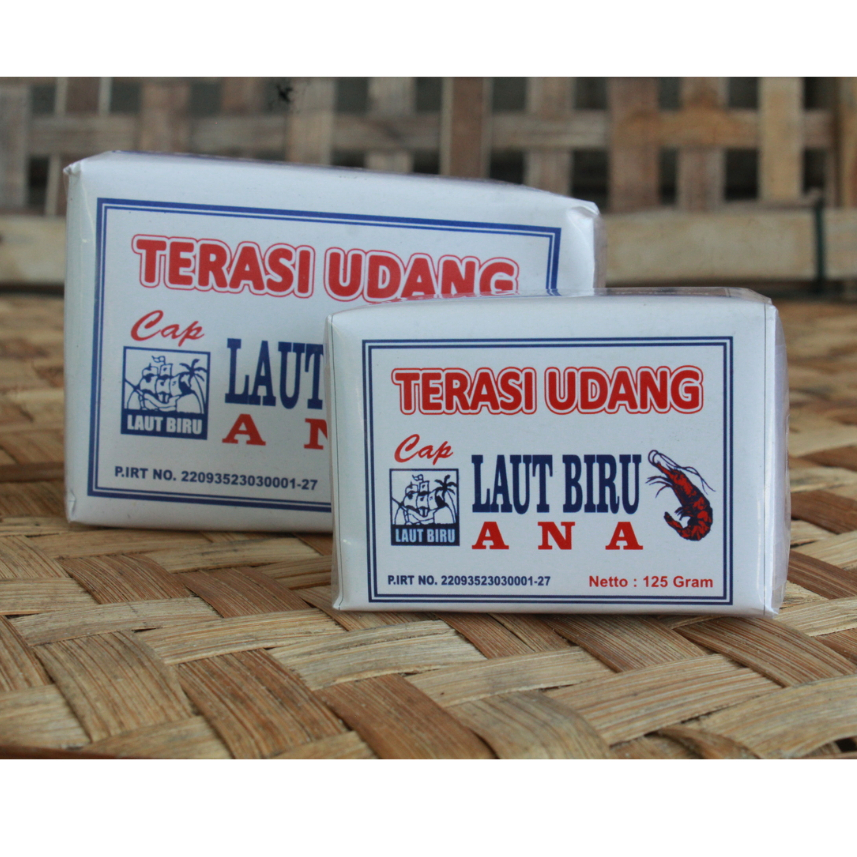 TERASI UDANG
Cap
LAUT BIRU
LAUT
A
P.IRT NO. 22093523030001-27
TERASI UDANG
Cap
LAUT BIRU
LAUT BIRU
ANA
P.IRT NO. 22093523030001-27
Netto : 125 Gram